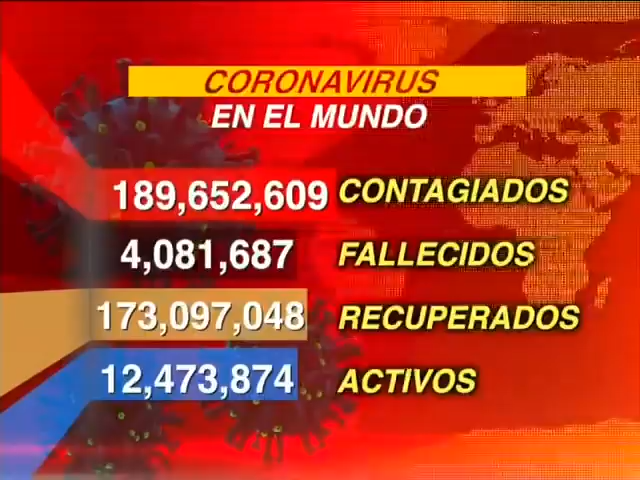 CORONAVIRUS
EN EL MUNDO
189,652,609 CONTAGIADOS
4,081,687 FALLECIDOS
173,097,048 RECUPERADOS
12,473,874 ACTIVOS